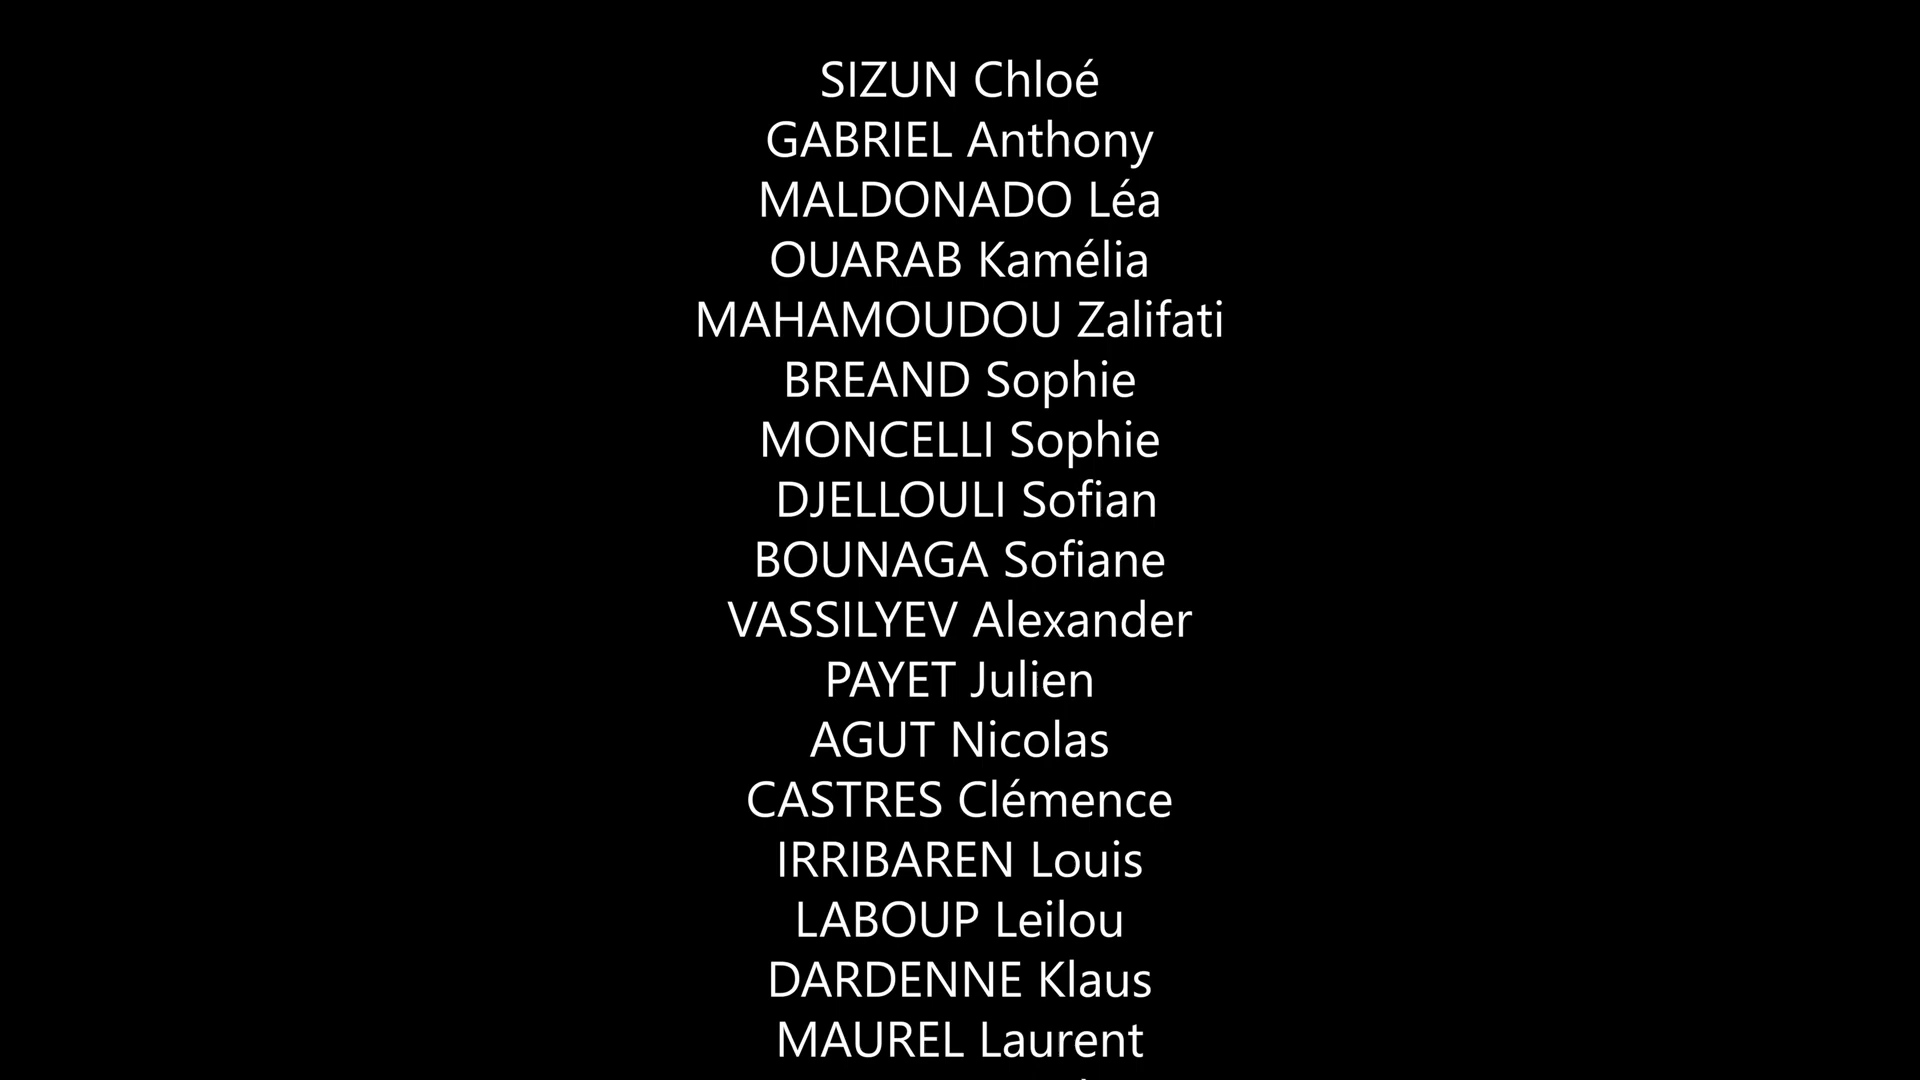 SIZUN Chloé
GABRIEL Anthony
MALDONADO Léa
OUARAB Kamélia
MAHAMOUDOU Zalifati
BREAND Sophie
MONCELLI Sophie
DJELLOULI Sofian
BOUNAGA Sofiane
VASSILYEV Alexander
PAYET Julien
AGUT Nicolas
CASTRES Clémence
IRRIBAREN Louis
LABOUP Leilou
DARDENNE Klaus
MAUREL Laurent